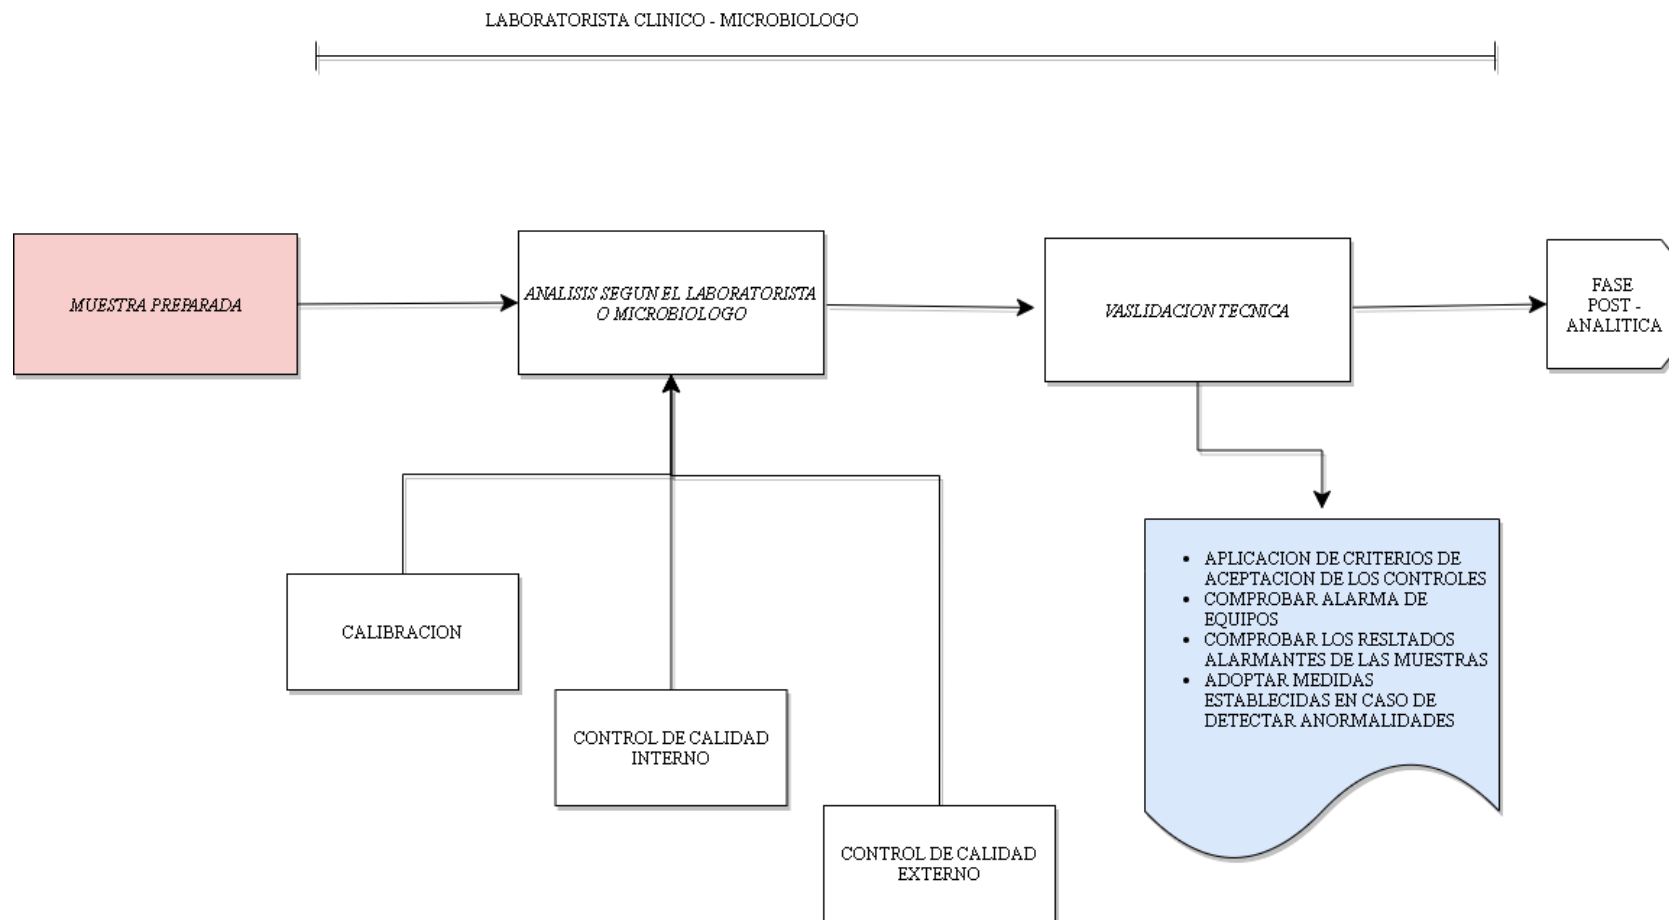 LABORATORISTA CLINICO - MICROBIOLOGO
MUESTRA PREPARADA
ANALISIS SEGUN EL LABORATORISTA
O MICROBIOLOGO
VASLIDACION TECNICA
FASE
POST -
ANALITICA
• APLICACION DE CRITERIOS DE
ACEPTACION DE LOS CONTROLES
• COMPROBAR ALARMA DE
EQUIPOS
• COMPROBAR LOS RESLTADOS
ALARMANTES DE LAS MUESTRAS
• ADOPTAR MEDIDAS
ESTABLECIDAS EN CASO DE
DETECTAR ANORMALIDADES
CALIBRACION
CONTROL DE CALIDAD
INTERNO
CONTROL DE CALIDAD
EXTERNO